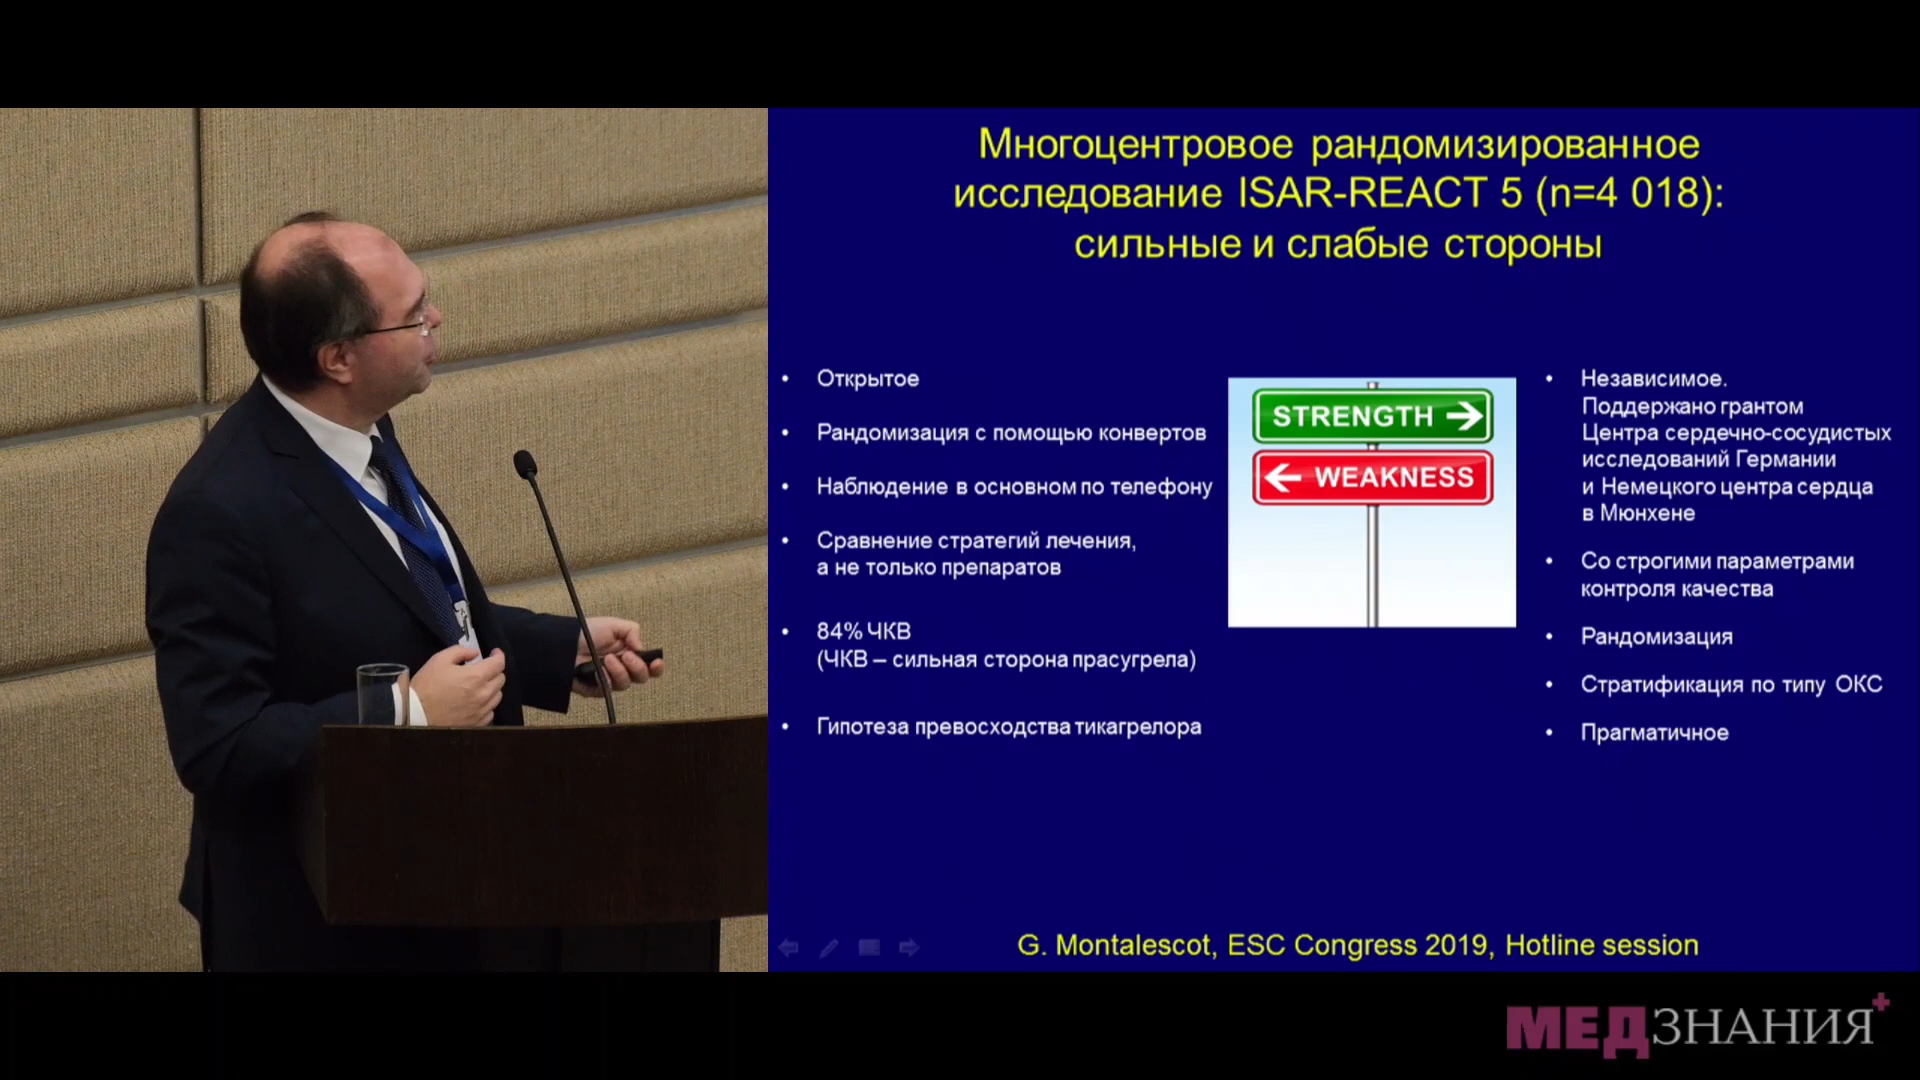 Многоцентровое рандомизированное
исследование ISAR-REACT 5 (n=4 018):
сильные и слабые стороны
• Открытое
• Рандомизация с помощью конвертов
• Наблюдение в основном по телефону
• Сравнение стратегий лечения,
а не только препаратов
• 84% ЧКВ
(ЧКВ – сильная сторона прасугрела)
• Гипотеза превосходства тикагрелора
STRENGTH →
← WEAKNESS
• Независимое.
Поддержано грантом
Центра сердечно-сосудистых
исследований Германии
и Немецкого центра сердца
в Мюнхене
• Со строгими параметрами
контроля качества
• Рандомизация
• Стратификация по типу ОКС
• Прагматичное
G. Montalescot, ESC Congress 2019, Hotline session
МЕДЗНАНИЯ+